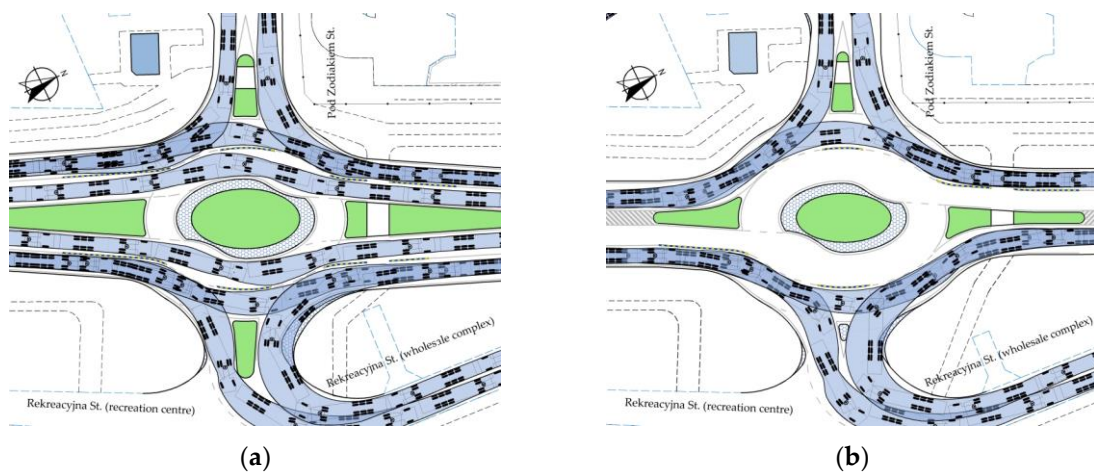 N
Pod Zodiakiem St.
Rekreacyjna St. (wholesale complex)
Rekreacyjna St. (recreation centre)
(a)
N
Pod Zodiakiem St.
Rekreacyjna St. (wholesale complex)
Rekreacyjna St. (recreation centre)
(b)